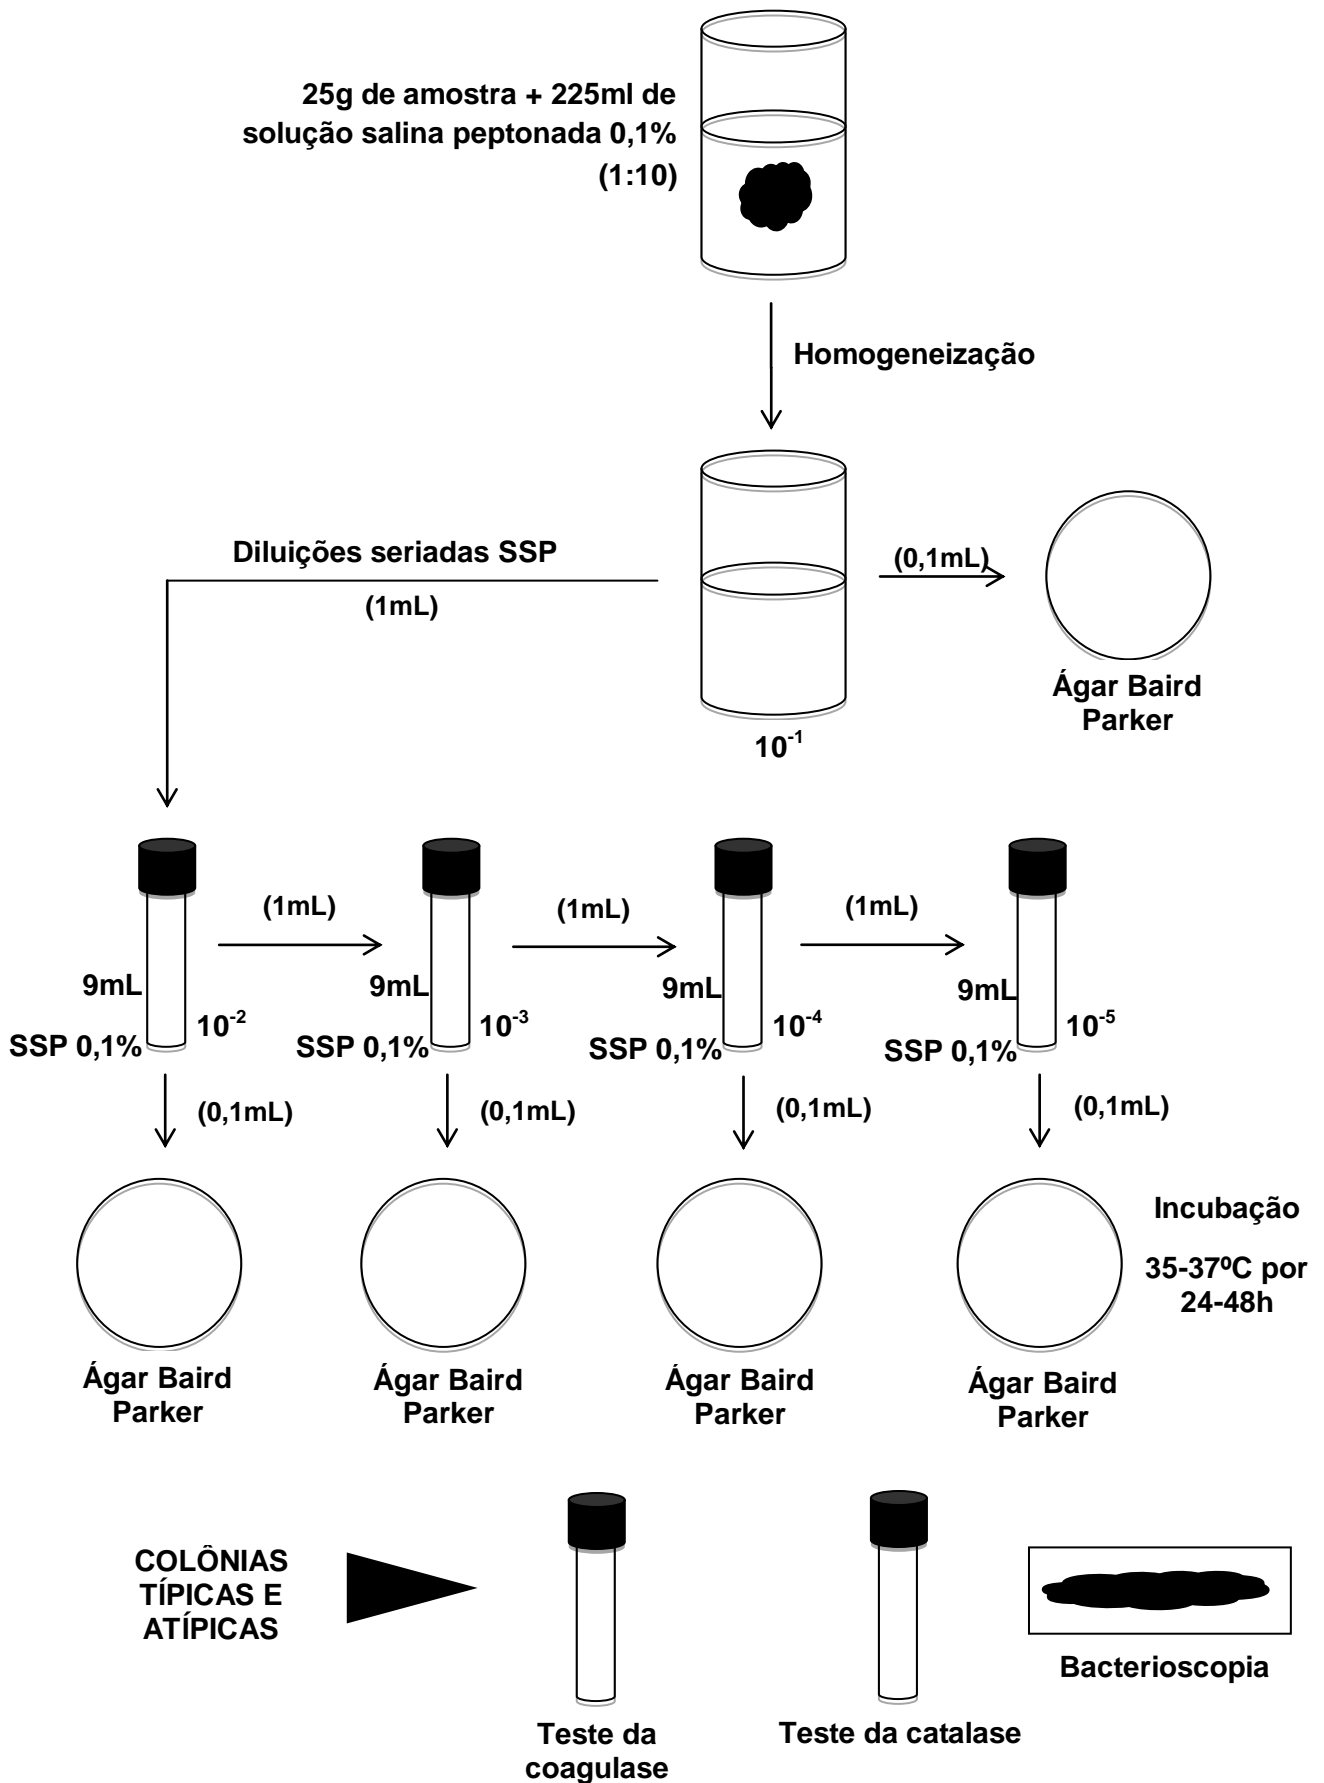 25g de amostra + 225ml de
solução salina peptonada 0,1%
(1:10)
Homogeneização
Diluições seriadas SSP
(1mL)
(0,1mL)
Ágar Baird
Parker
10⁻¹
(1mL)
(1mL)
(1mL)
9mL
SSP 0,1%
10⁻²
9mL
SSP 0,1%
10⁻³
9mL
SSP 0,1%
10⁻⁴
9mL
SSP 0,1%
10⁻⁵
(0,1mL)
(0,1mL)
(0,1mL)
(0,1mL)
Incubação
35-37ºC por
24-48h
Ágar Baird
Parker
Ágar Baird
Parker
Ágar Baird
Parker
Ágar Baird
Parker
COLÔNIAS
TÍPICAS E
ATÍPICAS
Teste da
coagulase
Teste da catalase
Bacterioscopia